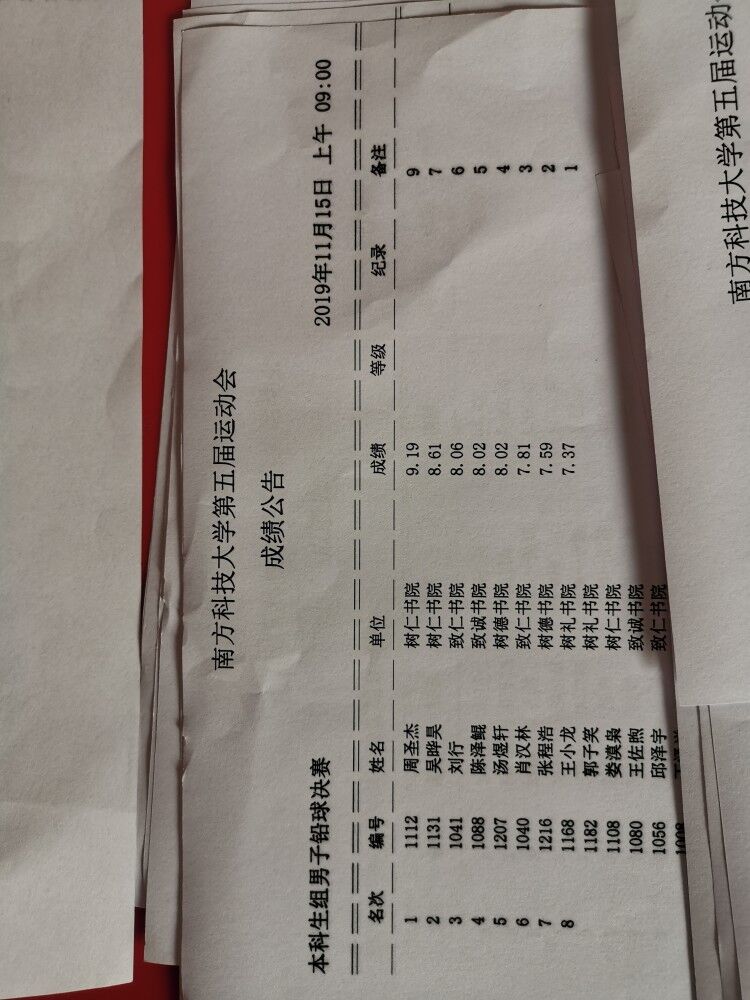 南方科技大学第五届运动会
成绩公告
本科生组男子铅球决赛 2019年11月15日 上午 09:00
名次 编号 姓名 单位 成绩 等级 纪录 备注
1 1112 周圣杰 树仁书院 9.19 9
2 1131 吴晔昊 树仁书院 8.61 7
3 1041 刘行 致仁书院 8.06 6
4 1088 陈泽鲲 致诚书院 8.02 5
5 1207 汤煜轩 树德书院 8.02 4
6 1040 肖汉林 致仁书院 7.81 3
7 1216 张程浩 树德书院 7.59 2
8 1168 王小龙 树礼书院 7.37 1
1182 郭子笑 树礼书院
1108 娄漠枭 树仁书院
1080 王佐煦 致诚书院
1056 邱泽宇 致仁书院
南方科技大学第五届运动